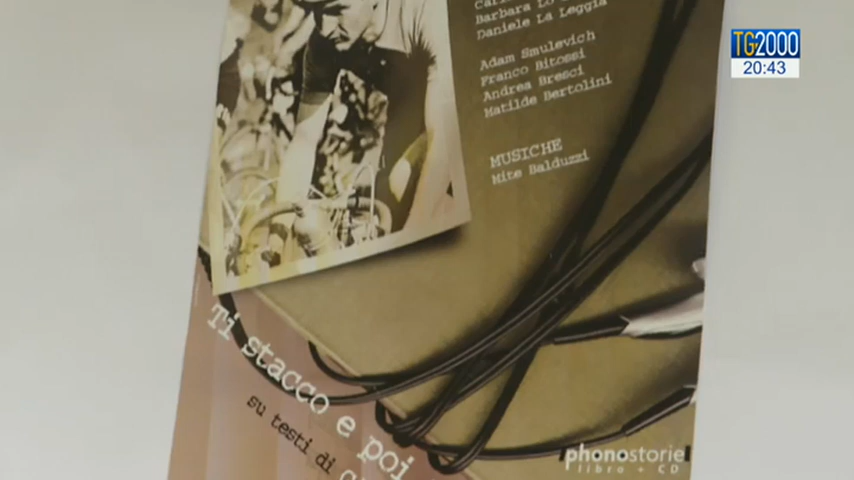 Barbara Lo
Daniele La Leggia
Adam Smulevich
Franco Bitossi
Andrea Bresci
Matilde Bertolini
MUSICHE
Mite Balduzzi
TG2000
20:43
Ti stacco e poi
su testi di
phonostorie
libro + CD